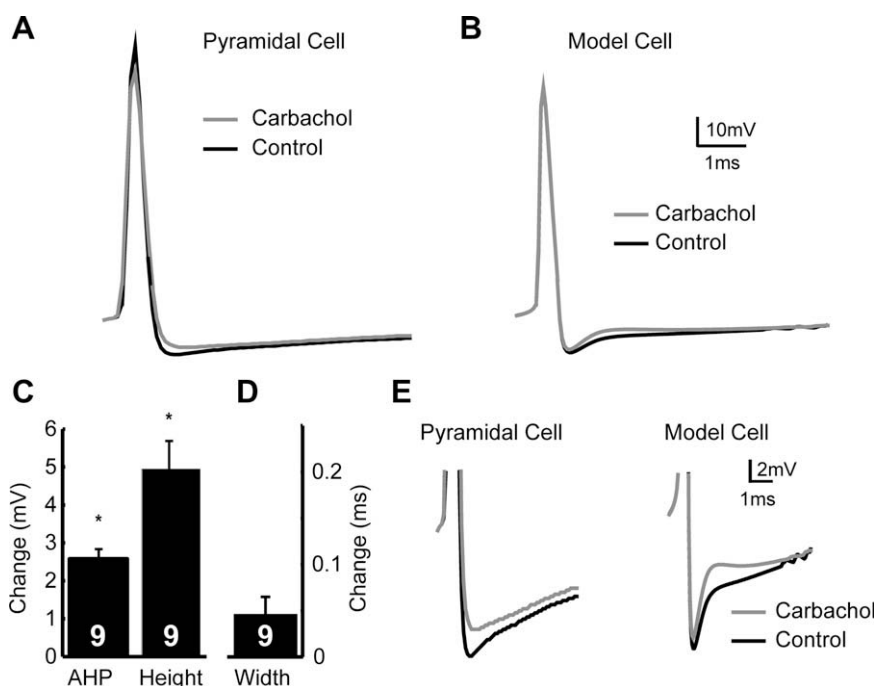 A
Pyramidal Cell
Carbachol
Control
B
Model Cell
10mV
1ms
Carbachol
Control
C
Change (mV)
6
5
4
3
2
1
0
*
*
9
9
AHP
Height
D
0.2
0.1
0
Change (ms)
9
Width
E
Pyramidal Cell
Model Cell
2mV
1ms
Carbachol
Control